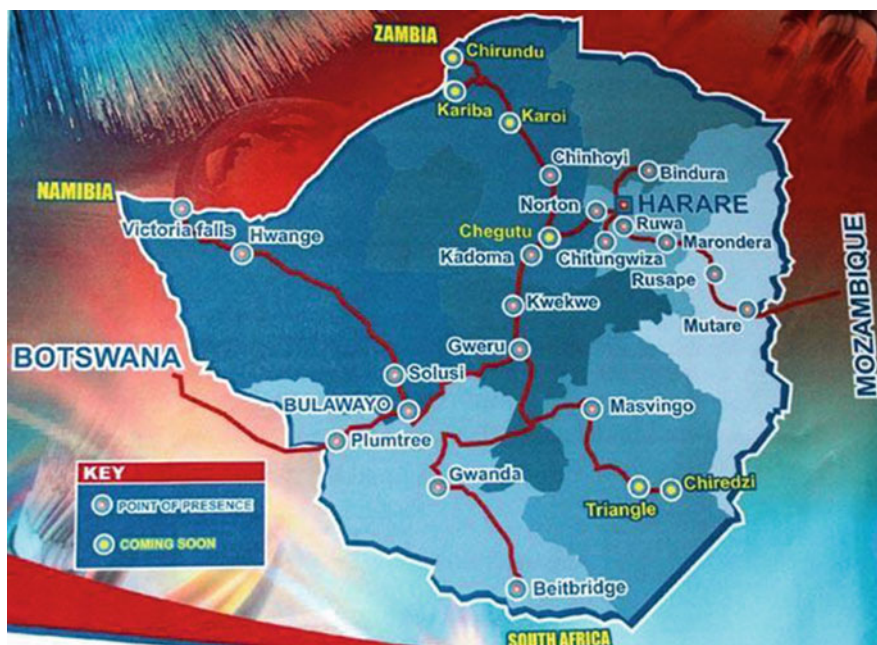 ZAMBIA
Chirundu
Kariba
Karoi
Chinhoyi
Bindura
NAMIBIA
Norton
HARARE
Victoria falls
Hwange
Chegutu
Ruwa
Kadoma
Chitungwiza
Marondera
Rusape
MOZAMBIQUE
Kwekwe
Mutare
Gweru
BOTSWANA
Solusi
BULAWAYO
Masvingo
Plumtree
KEY
Gwanda
POINT OF PRESENCE
Triangle
Chiredzi
COMING SOON
Beitbridge
SOUTH AFRICA